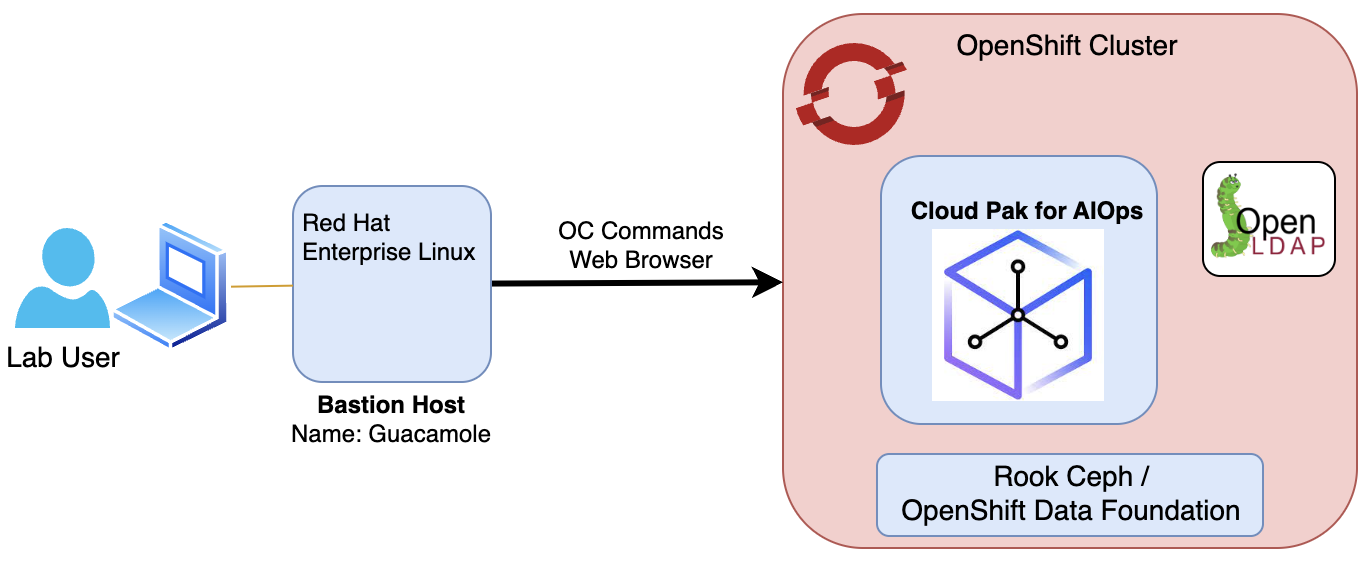 Lab User
Red Hat
Enterprise Linux
Bastion Host
Name: Guacamole
OC Commands
Web Browser
OpenShift Cluster
Cloud Pak for AIOps
Open
LDAP
Rook Ceph /
OpenShift Data Foundation